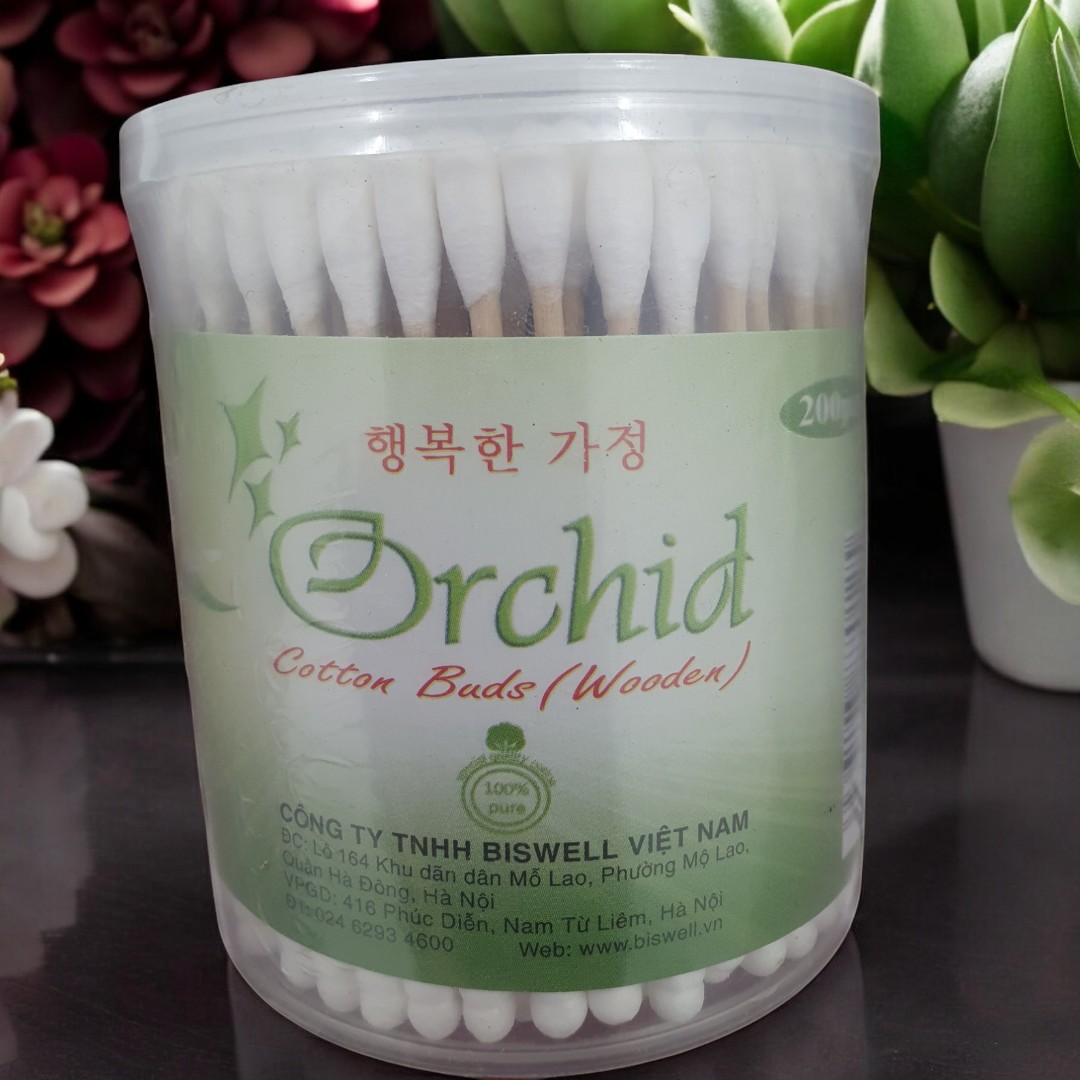 행복한 가정
200
Orchid
Cotton Buds (Wooden)
100%
pure
CÔNG TY TNHH BISWELL VIỆT NAM
ĐC: Lô 164 Khu dãn dân Mỗ Lao, Phường Mộ Lao,
Quận Hà Đông, Hà Nội
VPGD: 416 Phúc Diễn, Nam Từ Liêm, Hà Nội
Đt: 024 6293 4600 Web: www.biswell.vn